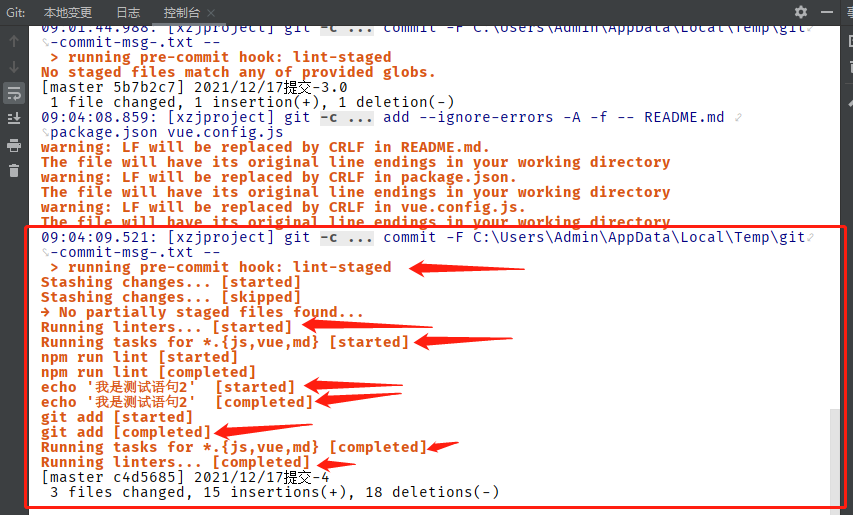 Git: 本地变更 日志 控制台
09:01:44.988: [xzjproject] git -c ... commit -F C:\Users\Admin\AppData\Local\Temp\git
-commit-msg-.txt --
> running pre-commit hook: lint-staged
No staged files match any of provided globs.
[master 5b7b2c7] 2021/12/17提交-3.0
1 file changed, 1 insertion(+), 1 deletion(-)
09:04:08.859: [xzjproject] git -c ... add --ignore-errors -A -f -- README.md
package.json vue.config.js
warning: LF will be replaced by CRLF in README.md.
The file will have its original line endings in your working directory
warning: LF will be replaced by CRLF in package.json.
The file will have its original line endings in your working directory
warning: LF will be replaced by CRLF in vue.config.js.
The file will have its original line endings in your working directory
09:04:09.521: [xzjproject] git -c ... commit -F C:\Users\Admin\AppData\Local\Temp\git
-commit-msg-.txt --
> running pre-commit hook: lint-staged
Stashing changes... [started]
Stashing changes... [skipped]
→ No partially staged files found...
Running linters... [started]
Running tasks for *.{js,vue,md} [started]
npm run lint [started]
npm run lint [completed]
echo '我是测试语句2' [started]
echo '我是测试语句2' [completed]
git add [started]
git add [completed]
Running tasks for *.{js,vue,md} [completed]
Running linters... [completed]
[master c4d5685] 2021/12/17提交-4
3 files changed, 15 insertions(+), 18 deletions(-)